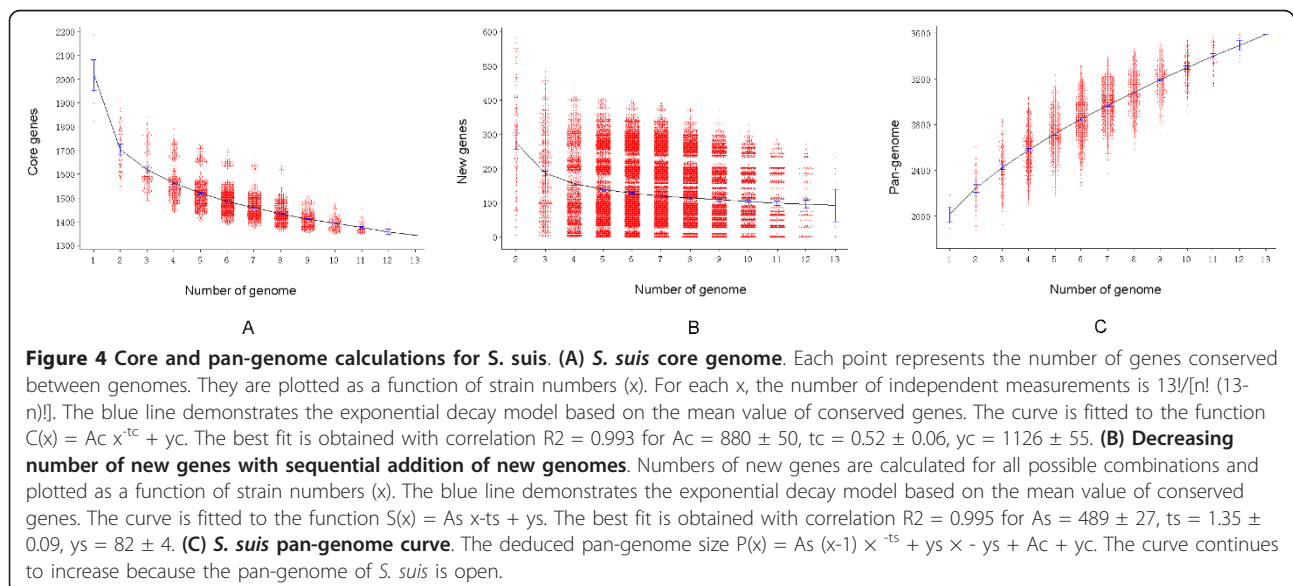 2200
2100
2000
1900
1800
1700
1600
1500
1400
1300
Core genes
1 2 3 4 5 6 7 8 9 10 11 12 13
Number of genome
A
600
500
400
300
200
100
0
New genes
2 3 4 5 6 7 8 9 10 11 12 13
Number of genome
B
3600
3200
2800
2400
2000
Pan-genome
1 2 3 4 5 6 7 8 9 10 11 12 13
Number of genome
C
Figure 4 Core and pan-genome calculations for S. suis. (A) S. suis core genome. Each point represents the number of genes conserved
between genomes. They are plotted as a function of strain numbers (x). For each x, the number of independent measurements is 13!/[n! (13-
n)!]. The blue line demonstrates the exponential decay model based on the mean value of conserved genes. The curve is fitted to the function
C(x) = Ac x-tc + yc. The best fit is obtained with correlation R2 = 0.993 for Ac = 880 ± 50, tc = 0.52 ± 0.06, yc = 1126 ± 55. (B) Decreasing
number of new genes with sequential addition of new genomes. Numbers of new genes are calculated for all possible combinations and
plotted as a function of strain numbers (x). The blue line demonstrates the exponential decay model based on the mean value of conserved
genes. The curve is fitted to the function S(x) = As x-ts + ys. The best fit is obtained with correlation R2 = 0.995 for As = 489 ± 27, ts = 1.35 ±
0.09, ys = 82 ± 4. (C) S. suis pan-genome curve. The deduced pan-genome size P(x) = As (x-1) × -ts + ys × - ys + Ac + yc. The curve continues
to increase because the pan-genome of S. suis is open.